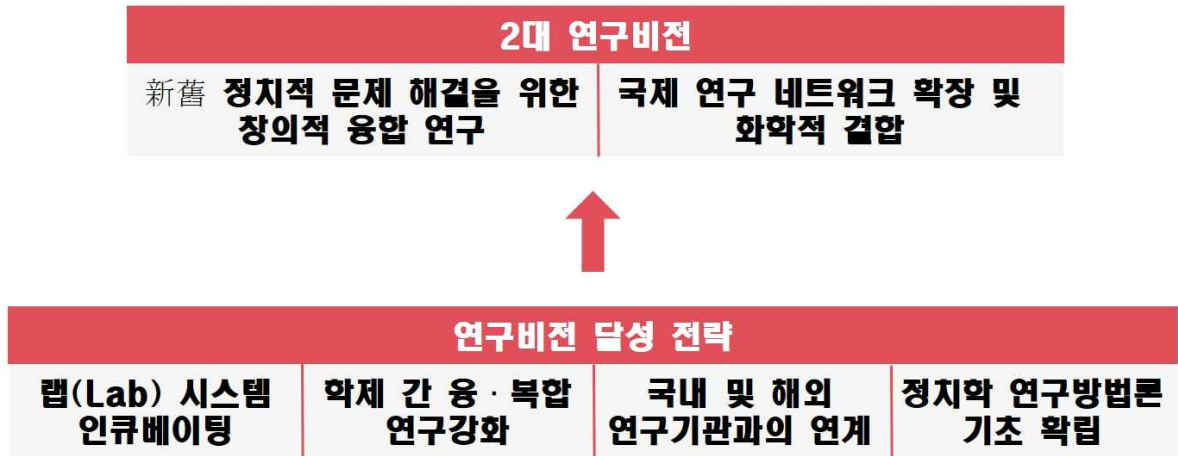 2대 연구비전
新舊 정치적 문제 해결을 위한
창의적 융합 연구
국제 연구 네트워크 확장 및
화학적 결합
연구비전 달성 전략
랩(Lab) 시스템
인큐베이팅
학제 간 융·복합
연구강화
국내 및 해외
연구기관과의 연계
정치학 연구방법론
기초 확립